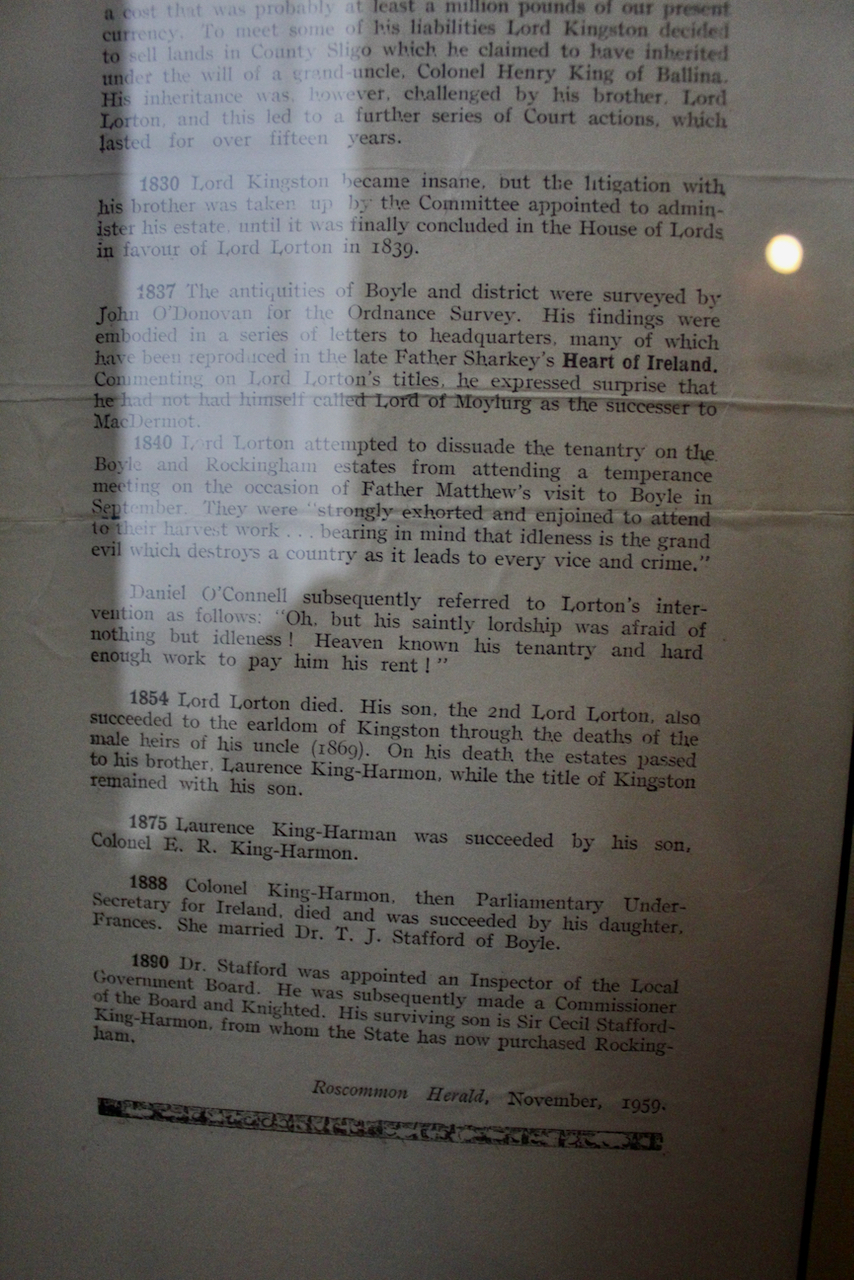 a cost that was probably at least a million pounds of our present
currency. To meet some of his liabilities Lord Kingston decided
to sell lands in County Sligo which he claimed to have inherited
under the will of a grand-uncle, Colonel Henry King of Ballina.
His inheritance was, however, challenged by his brother, Lord
Lorton, and this led to a further series of Court actions, which
lasted for over fifteen years.
1830 Lord Kingston became insane, but the litigation with
his brother was taken up by the Committee appointed to admin-
ister his estate, until it was finally concluded in the House of Lords
in favour of Lord Lorton in 1839.
1837 The antiquities of Boyle and district were surveyed by
John O'Donovan for the Ordnance Survey. His findings were
embodied in a series of letters to headquarters, many of which
have been reproduced in the late Father Sharkey's Heart of Ireland.
Commenting on Lord Lorton's titles, he expressed surprise that
he had not had himself called Lord of Moylurg as the successer to
MacDermot.
1840 Lord Lorton attempted to dissuade the tenantry on the
Boyle and Rockingham estates from attending a temperance
meeting on the occasion of Father Matthew's visit to Boyle in
September. They were "strongly exhorted and enjoined to attend
to their harvest work . . . bearing in mind that idleness is the grand
evil which destroys a country as it leads to every vice and crime."
Daniel O'Connell subsequently referred to Lorton's inter-
vention as follows: "Oh, but his saintly lordship was afraid of
nothing but idleness ! Heaven known his tenantry and hard
enough work to pay him his rent ! "
1854 Lord Lorton died. His son, the 2nd Lord Lorton, also
succeeded to the earldom of Kingston through the deaths of the
male heirs of his uncle (1869). On his death the estates passed
to his brother, Laurence King-Harmon, while the title of Kingston
remained with his son.
1875 Laurence King-Harman was succeeded by his son,
Colonel E. R. King-Harmon.
1888 Colonel King-Harmon, then Parliamentary Under-
Secretary for Ireland, died and was succeeded by his daughter,
Frances. She married Dr. T. J. Stafford of Boyle.
1890 Dr. Stafford was appointed an Inspector of the Local
Government Board. He was subsequently made a Commissioner
of the Board and Knighted. His surviving son is Sir Cecil Stafford-
King-Harmon, from whom the State has now purchased Rocking-
ham.
Roscommon Herald, November, 1959.